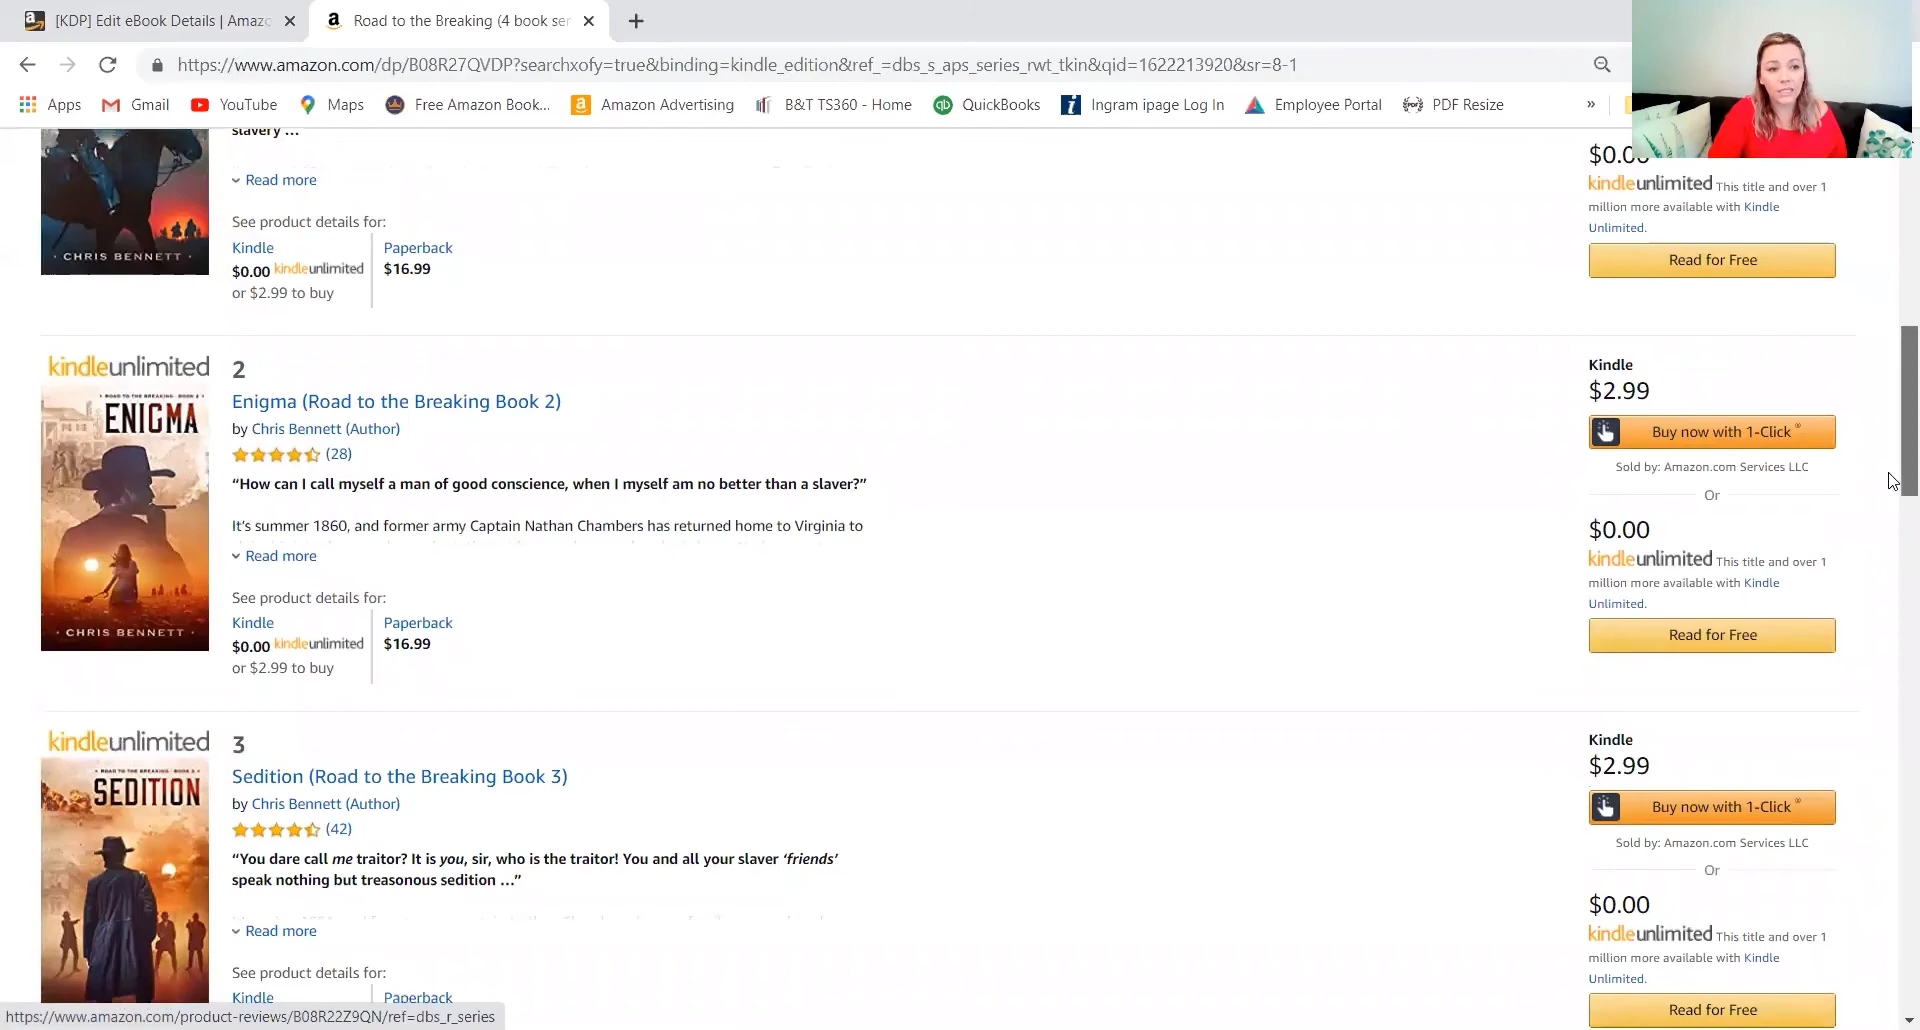 [KDP] Edit eBook Details | Amazo
Road to the Breaking (4 book ser
https://www.amazon.com/dp/B08R27QVDP?searchxofy=true&binding=kindle_edition&ref_=dbs_s_aps_series_rwt_tkin&qid=1622213920&sr=8-1
Apps
Gmail
YouTube
Maps
Free Amazon Book...
Amazon Advertising
B&T TS360 - Home
QuickBooks
Ingram ipage Log In
Employee Portal
PDF Resize
»
slavery ...
Read more
See product details for:
Kindle
$0.00 kindleunlimited
or $2.99 to buy
Paperback
$16.99
· CHRIS BENNETT ·
kindleunlimited This title and over 1
million more available with Kindle
Unlimited.
Read for Free
kindleunlimited
ROAD TO THE BREAKING · BOOK 2
ENIGMA
· CHRIS BENNETT ·
2
Enigma (Road to the Breaking Book 2)
by Chris Bennett (Author)
(28)
“How can I call myself a man of good conscience, when I myself am no better than a slaver?”
It’s summer 1860, and former army Captain Nathan Chambers has returned home to Virginia to
Read more
See product details for:
Kindle
$0.00 kindleunlimited
or $2.99 to buy
Paperback
$16.99
Kindle
$2.99
Buy now with 1-Click ®
Sold by: Amazon.com Services LLC
Or
$0.00
kindleunlimited This title and over 1
million more available with Kindle
Unlimited.
Read for Free
kindleunlimited
ROAD TO THE BREAKING · BOOK 3
SEDITION
3
Sedition (Road to the Breaking Book 3)
by Chris Bennett (Author)
(42)
“You dare call me traitor? It is you, sir, who is the traitor! You and all your slaver ‘friends’
speak nothing but treasonous sedition ...”
Read more
See product details for:
Kindle
Paperback
Kindle
$2.99
Buy now with 1-Click ®
Sold by: Amazon.com Services LLC
Or
$0.00
kindleunlimited This title and over 1
million more available with Kindle
Unlimited.
Read for Free
https://www.amazon.com/product-reviews/B08R22Z9QN/ref=dbs_r_series